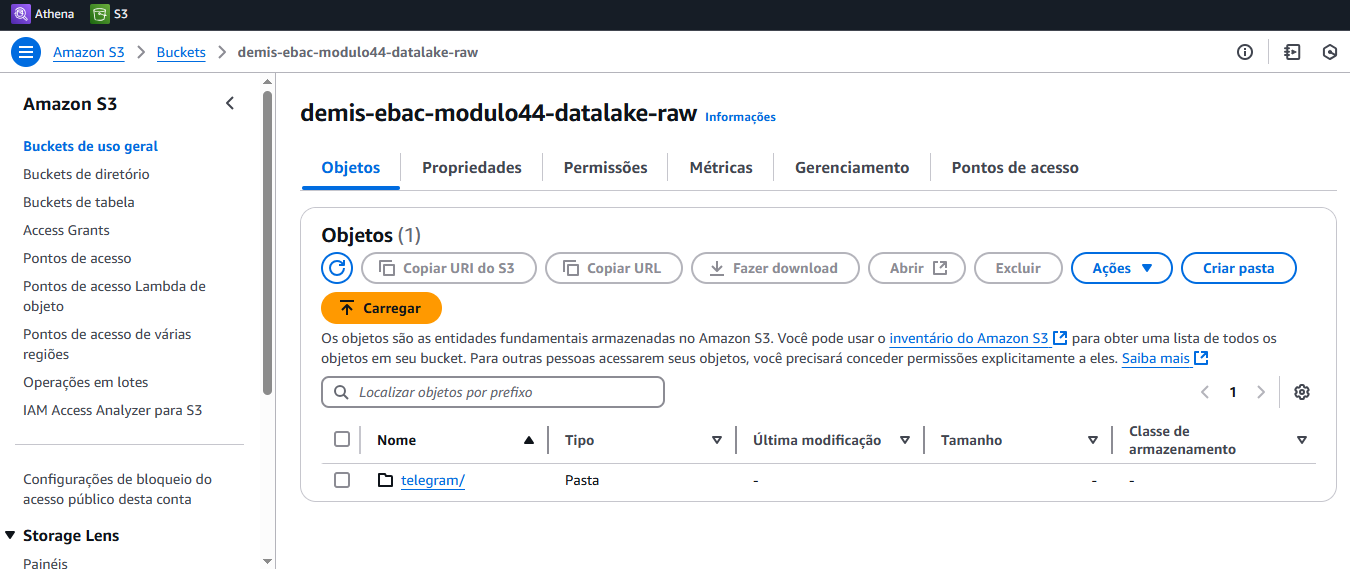 Athena S3
Amazon S3 Buckets demis-ebac-modulo44-datalake-raw
Amazon S3
Buckets de uso geral
Buckets de diretório
Buckets de tabela
Access Grants
Pontos de acesso
Pontos de acesso Lambda de
objeto
Pontos de acesso de várias
regiões
Operações em lotes
IAM Access Analyzer para S3
Configurações de bloqueio do
acesso público desta conta
Storage Lens
Painéis
demis-ebac-modulo44-datalake-raw Informações
Objetos Propriedades Permissões Métricas Gerenciamento Pontos de acesso
Objetos (1)
Copiar URI do S3 Copiar URL Fazer download Abrir Excluir Ações Criar pasta
Carregar
Os objetos são as entidades fundamentais armazenadas no Amazon S3. Você pode usar o inventário do Amazon S3 para obter uma lista de todos os
objetos em seu bucket. Para outras pessoas acessarem seus objetos, você precisará conceder permissões explicitamente a eles. Saiba mais
Localizar objetos por prefixo
1
Nome Tipo Última modificação Tamanho Classe de
armazenamento
telegram/ Pasta - - -